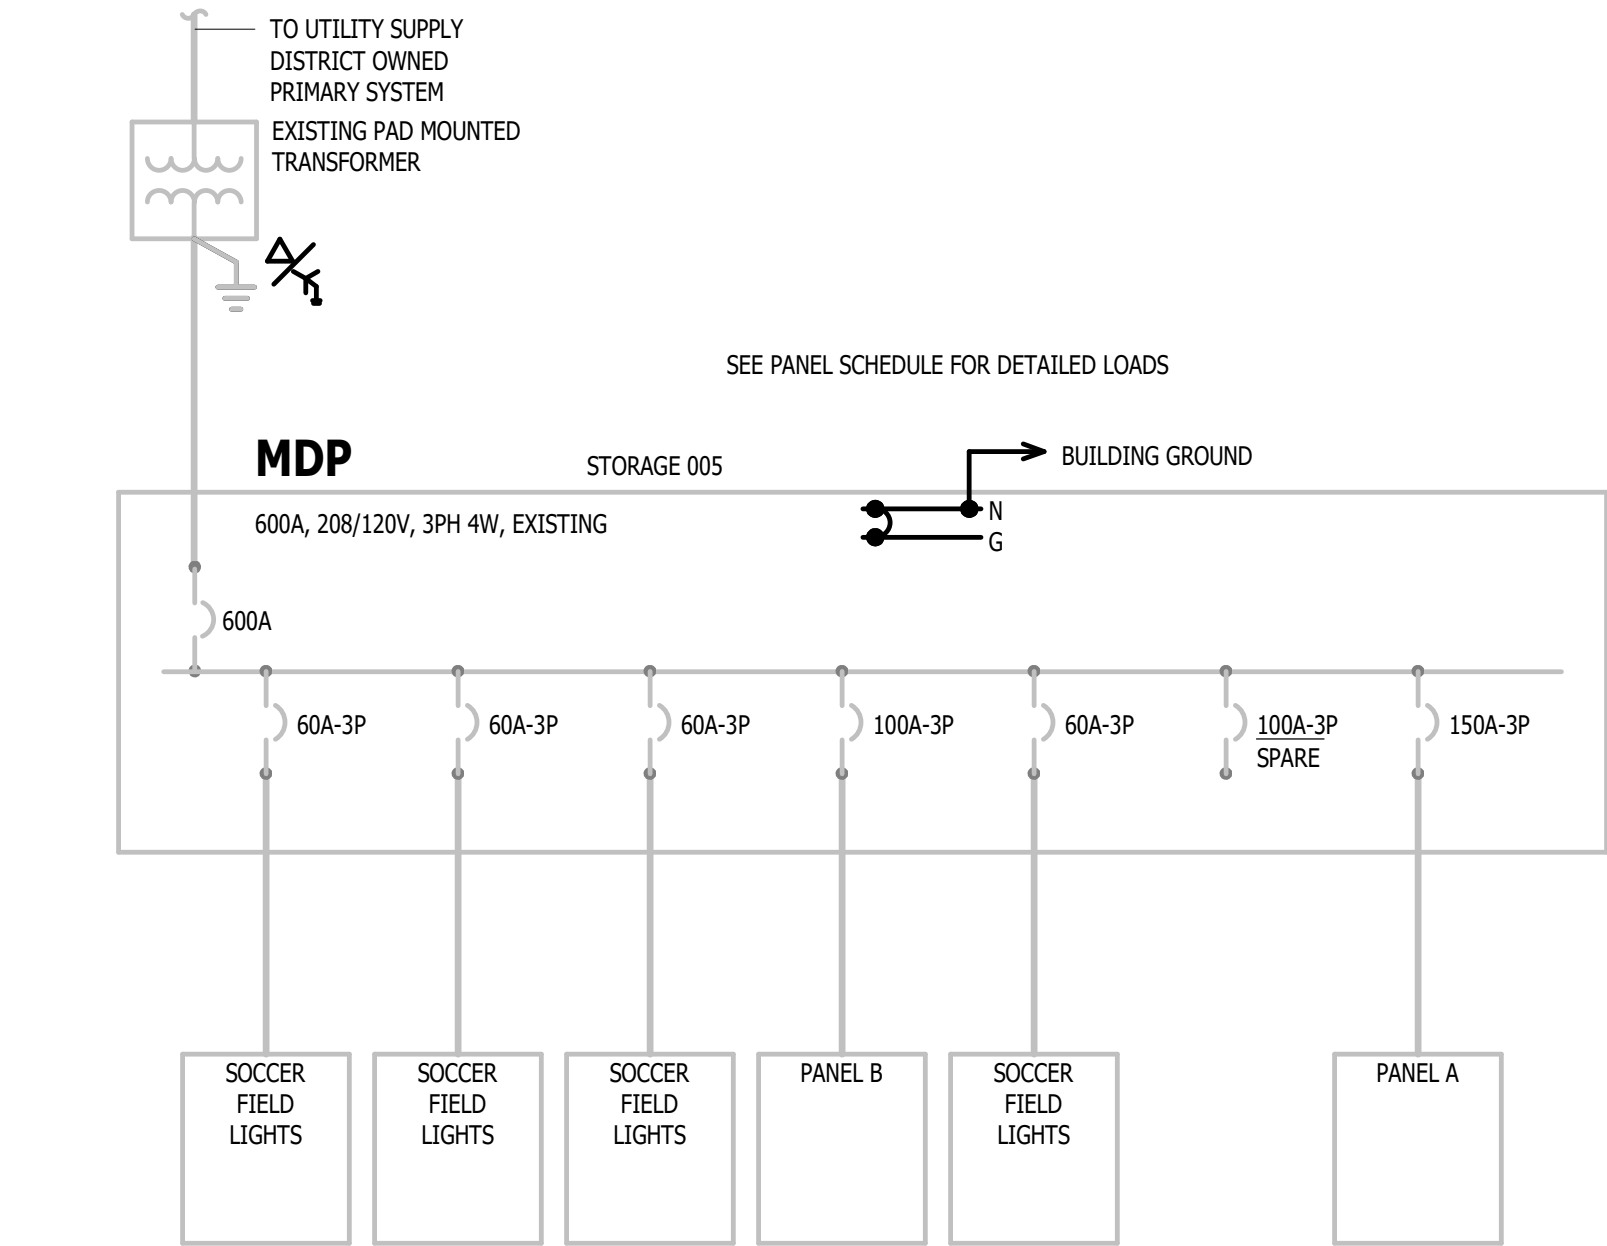 TO UTILITY SUPPLY
DISTRICT OWNED
PRIMARY SYSTEM
EXISTING PAD MOUNTED
TRANSFORMER
SEE PANEL SCHEDULE FOR DETAILED LOADS
MDP
STORAGE 005
BUILDING GROUND
600A, 208/120V, 3PH 4W, EXISTING
N
G
600A
60A-3P
60A-3P
60A-3P
100A-3P
60A-3P
100A-3P
SPARE
150A-3P
SOCCER
FIELD
LIGHTS
SOCCER
FIELD
LIGHTS
SOCCER
FIELD
LIGHTS
PANEL B
SOCCER
FIELD
LIGHTS
PANEL A